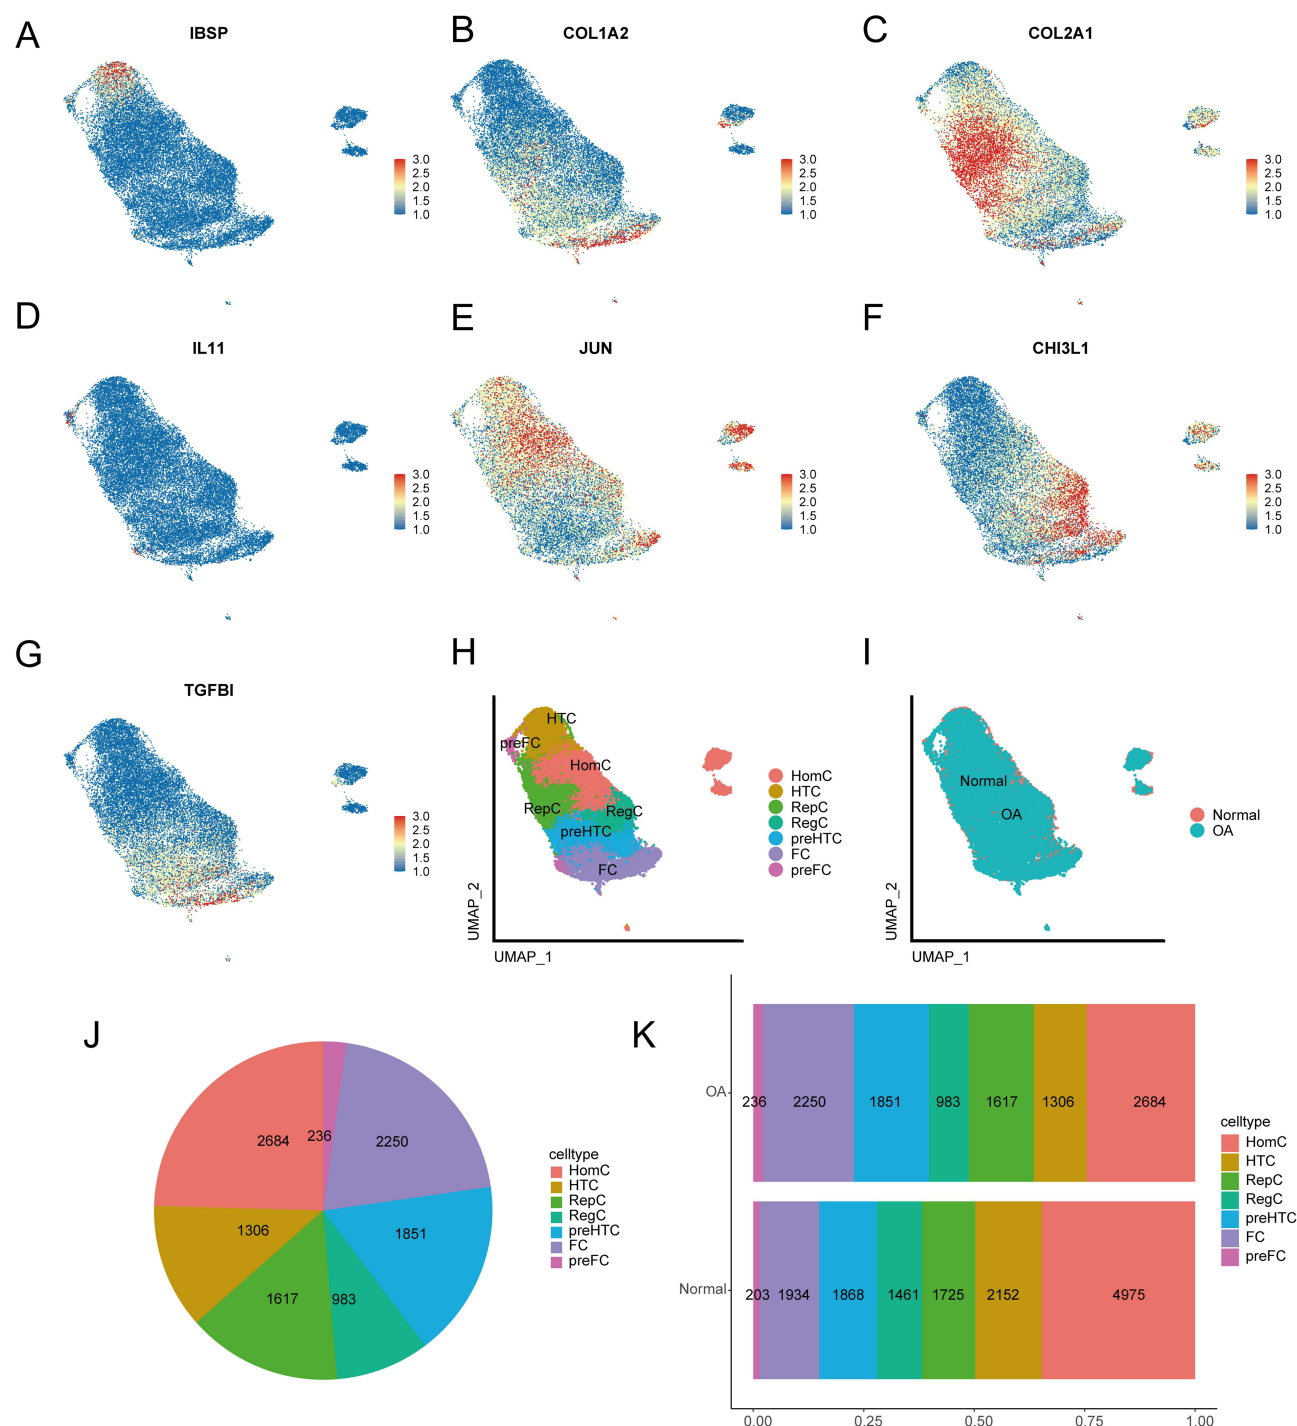 A
IBSP
3.0
2.5
2.0
1.5
1.0
B
COL1A2
3.0
2.5
2.0
1.5
1.0
C
COL2A1
3.0
2.5
2.0
1.5
1.0
D
IL11
3.0
2.5
2.0
1.5
1.0
E
JUN
3.0
2.5
2.0
1.5
1.0
F
CHI3L1
3.0
2.5
2.0
1.5
1.0
G
TGFBI
3.0
2.5
2.0
1.5
1.0
H
HTC
preFC
HomC
RepC
RegC
preHTC
FC
UMAP_2
UMAP_1
HomC
HTC
RepC
RegC
preHTC
FC
preFC
I
Normal
OA
UMAP_2
UMAP_1
Normal
OA
J
2684
236
2250
1306
1851
1617
983
celltype
HomC
HTC
RepC
RegC
preHTC
FC
preFC
K
OA
236
2250
1851
983
1617
1306
2684
Normal
203
1934
1868
1461
1725
2152
4975
0.00
0.25
0.50
0.75
1.00
celltype
HomC
HTC
RepC
RegC
preHTC
FC
preFC